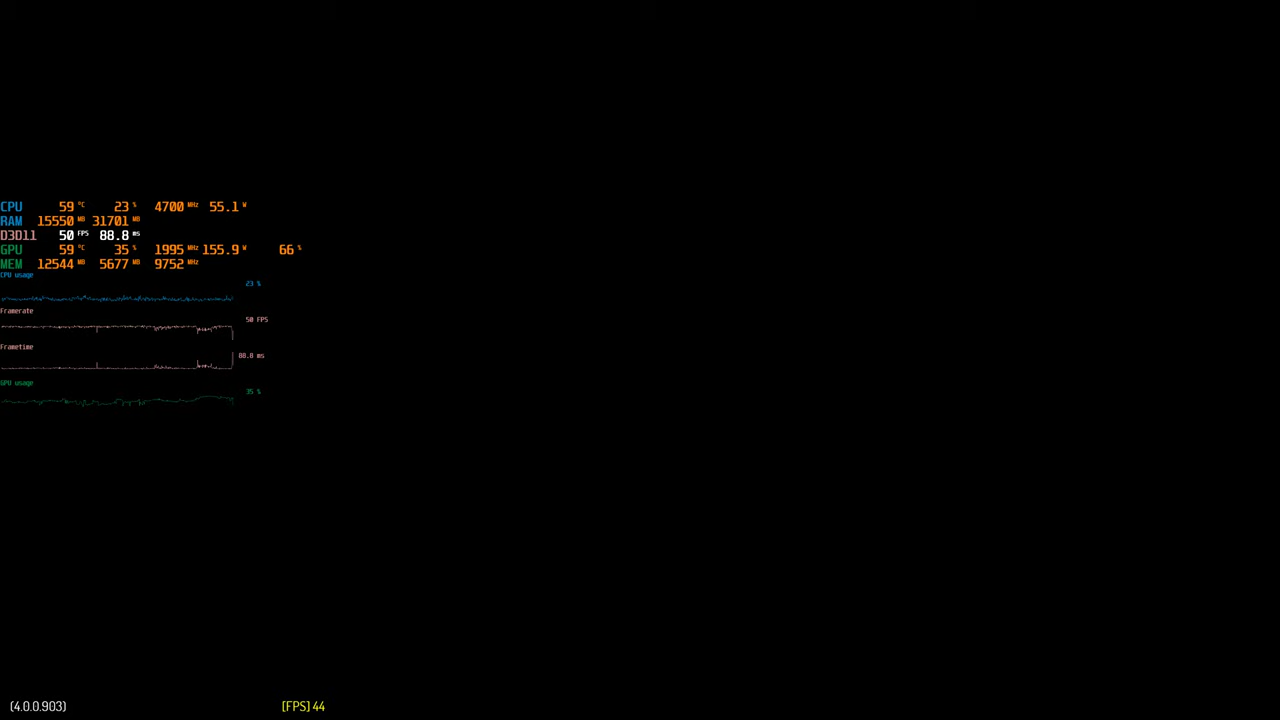 CPU 59 °C 23 % 4700 MHz 55.1 W
RAM 15550 MB 31701 MB
D3D11 50 FPS 88.8 ms
GPU 59 °C 35 % 1995 MHz 155.9 W 66 %
MEM 12544 MB 5677 MB 9752 MHz
CPU usage
23 %
Framerate
50 FPS
Frametime
88.8 ms
GPU usage
35 %
(4.0.0.903) [FPS] 44